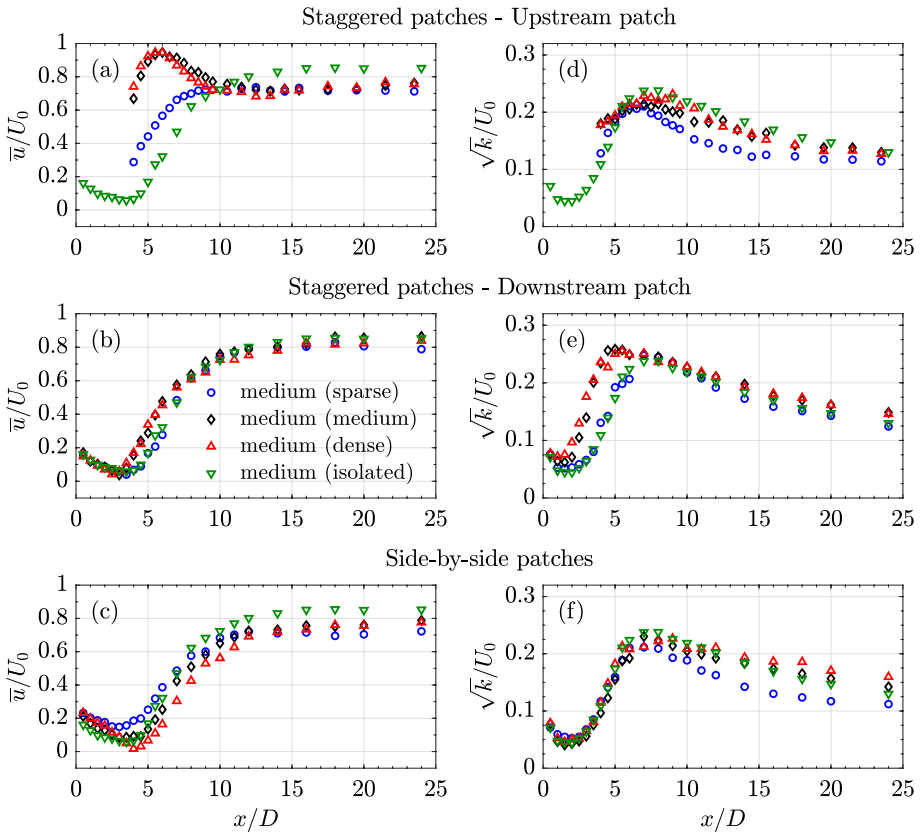 Staggered patches - Upstream patch
(a)
u̅/U₀
1
0.8
0.6
0.4
0.2
0
0 5 10 15 20 25
(d)
√k/U₀
0.3
0.2
0.1
0
0 5 10 15 20 25
Staggered patches - Downstream patch
(b)
u̅/U₀
1
0.8
0.6
0.4
0.2
0
medium (sparse)
medium (medium)
medium (dense)
medium (isolated)
0 5 10 15 20 25
(e)
√k/U₀
0.3
0.2
0.1
0
0 5 10 15 20 25
Side-by-side patches
(c)
u̅/U₀
1
0.8
0.6
0.4
0.2
0
0 5 10 15 20 25
x/D
(f)
√k/U₀
0.3
0.2
0.1
0
0 5 10 15 20 25
x/D